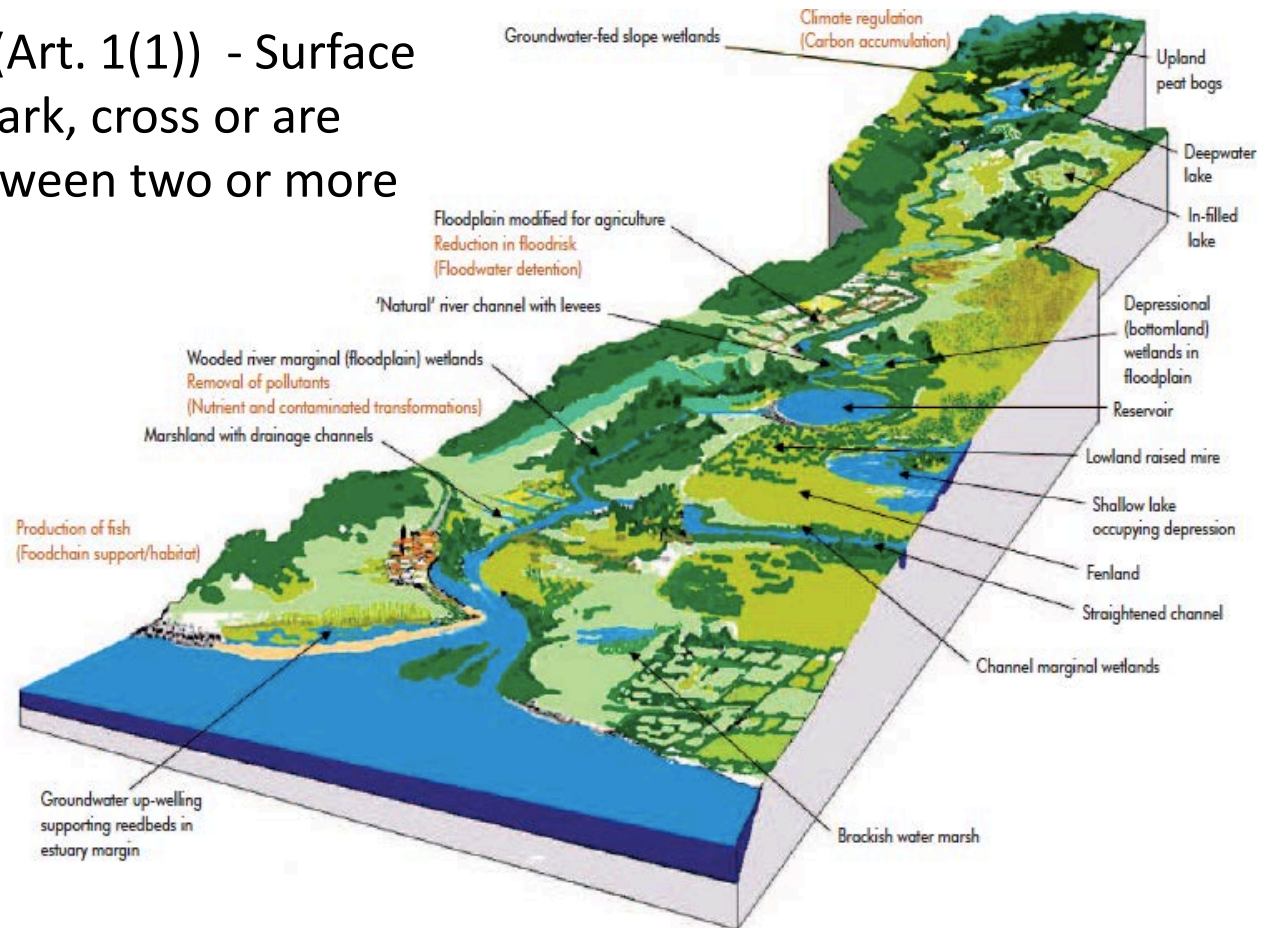 (Art. 1(1)) - Surface
ark, cross or are
ween two or more
Groundwater-fed slope wetlands
Climate regulation
(Carbon accumulation)
Upland
peat bogs
Deepwater
lake
In-filled
lake
Floodplain modified for agriculture
Reduction in floodrisk
(Floodwater detention)
'Natural' river channel with levees
Depressional
(bottomland)
wetlands in
floodplain
Wooded river marginal (floodplain) wetlands
Removal of pollutants
(Nutrient and contaminated transformations)
Reservoir
Marshland with drainage channels
Lowland raised mire
Shallow lake
occupying depression
Production of fish
(Foodchain support/habitat)
Fenland
Straightened channel
Channel marginal wetlands
Groundwater up-welling
supporting reedbeds in
estuary margin
Brackish water marsh